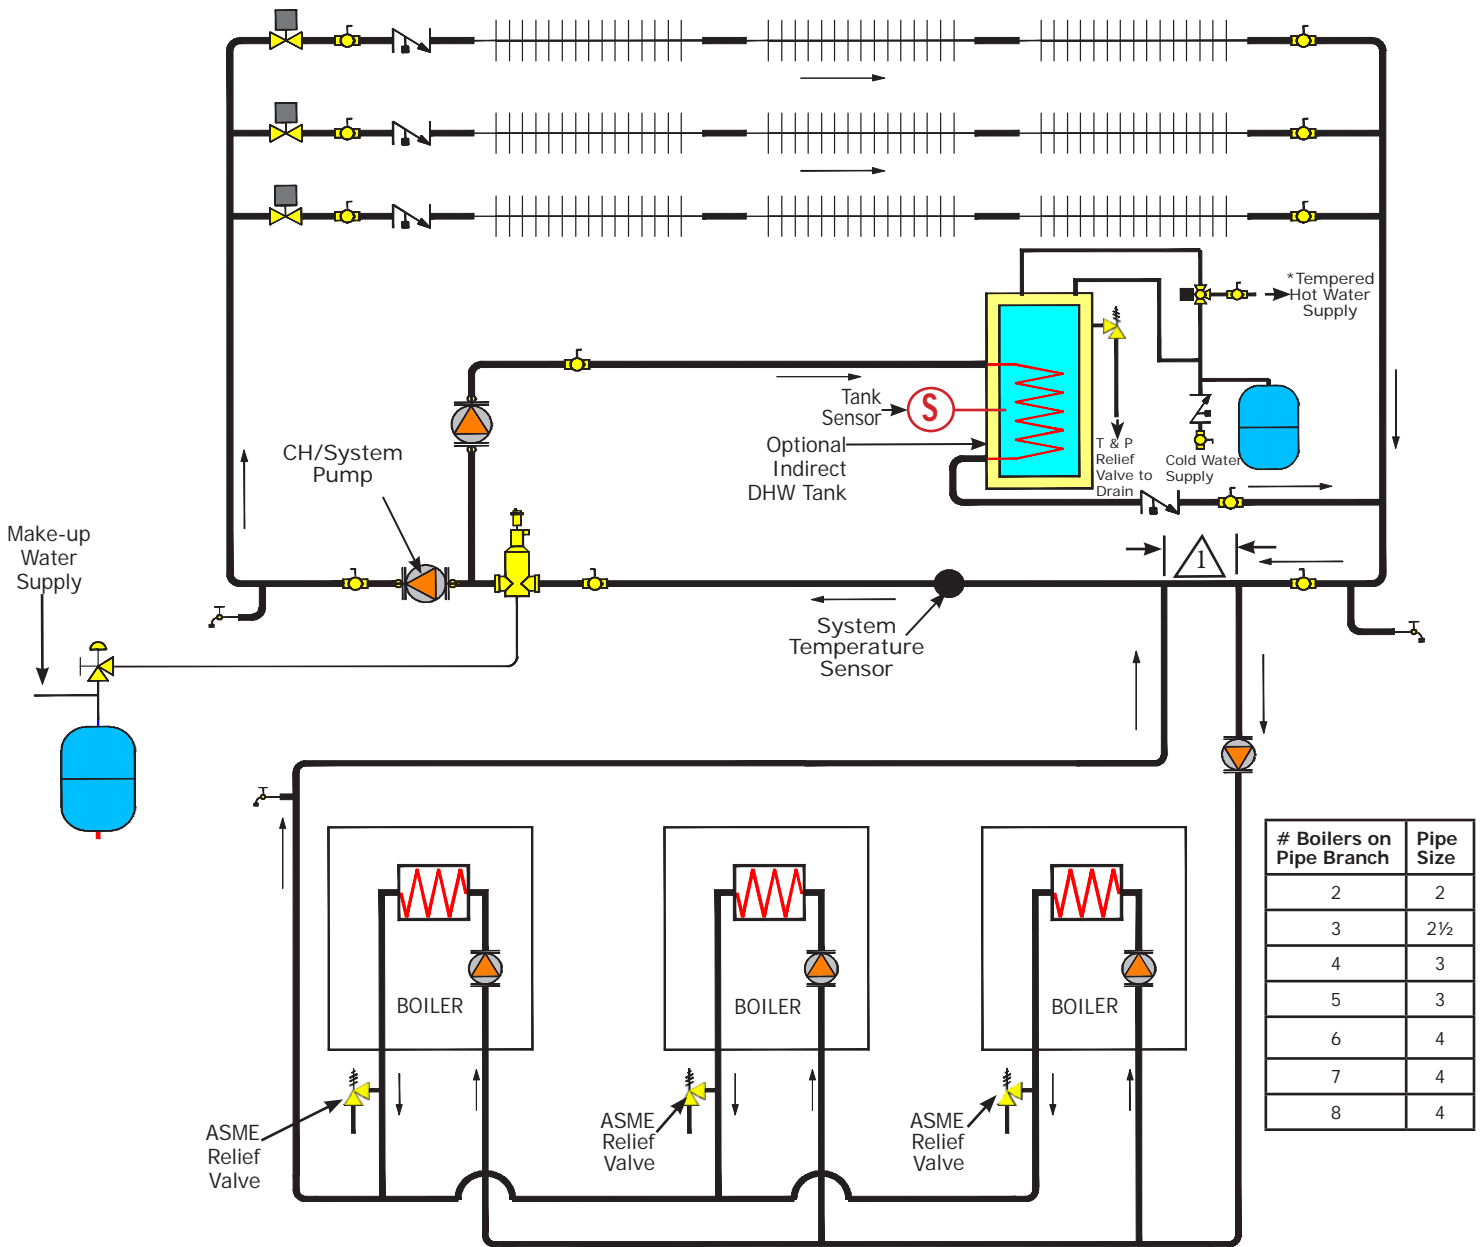 *Tempered
Hot Water
Supply
Tank
Sensor
S
Optional
Indirect
DHW Tank
T & P
Relief
Valve to
Drain
Cold Water
Supply
CH/System
Pump
Make-up
Water
Supply
1
System
Temperature
Sensor
# Boilers on
Pipe Branch
Pipe
Size
2 2
3 2½
4 3
5 3
6 4
7 4
8 4
BOILER
BOILER
BOILER
ASME
Relief
Valve
ASME
Relief
Valve
ASME
Relief
Valve